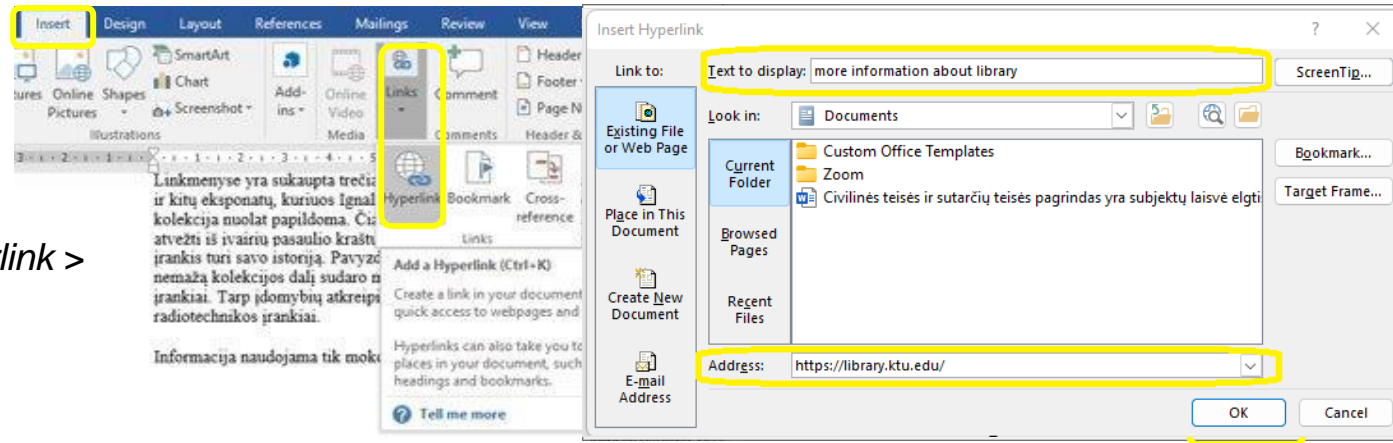 Insert Design Layout References Mailings Review View
SmartArt
Chart
Screenshot
Online Pictures
Shapes
Add-ins
Online Video
Links
Comment
Header
Footer
Page N
Illustrations
Media
Comments
Header &
Linkmenyse yra sukaupta
ir kitų eksponatų, kuriuos
kolekcija nuolat papildoma.
atvežti iš įvairių pasaulio
įrankis turi savo istoriją.
nemažą kolekcijos dalį sudaro
įrankiai. Tarp įdomybių
radiotechnikos įrankiai.
Informacija naudojama tik
link >
Hyperlink
Bookmark
Cross-reference
Links
Add a Hyperlink (Ctrl+K)
Create a link in your document
quick access to webpages and
Hyperlinks can also take you to
places in your document, such
headings and bookmarks.
Tell me more
Insert Hyperlink
? ×
Link to:
Text to display: more information about library
ScreenTip...
Existing File
or Web Page
Place in This
Document
Create New
Document
E-mail
Address
Look in: Documents
Current
Folder
Browsed
Pages
Recent
Files
Custom Office Templates
Zoom
Civilinės teisės ir sutarčių teisės pagrindas yra subjektų laisvė elgti
Bookmark...
Target Frame...
Address: https://library.ktu.edu/
OK Cancel